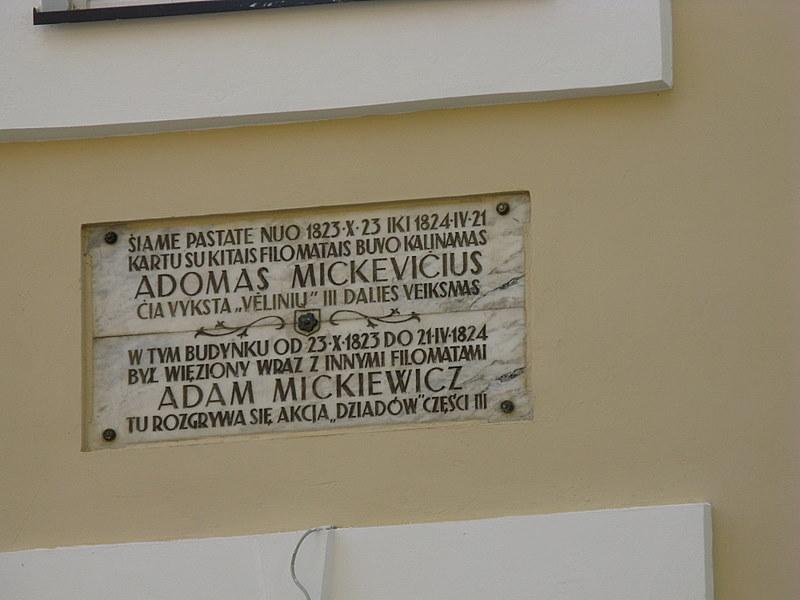 ŠIAME PASTATE NUO 1823·X·23 IKI 1824·IV·21
KARTU SU KITAIS FILOMATAIS BUVO KALINAMAS
ADOMAS MICKEVIČIUS
ČIA VYKSTA „VĖLINIŲ" III DALIES VEIKSMAS
W TYM BUDYNKU OD 23·X·1823 DO 21·IV·1824
BYŁ WIĘZIONY WRAZ Z INNYMI FILOMATAMI
ADAM MICKIEWICZ
TU ROZGRYWA SIĘ AKCJA „DZIADÓW" CZĘŚCI III